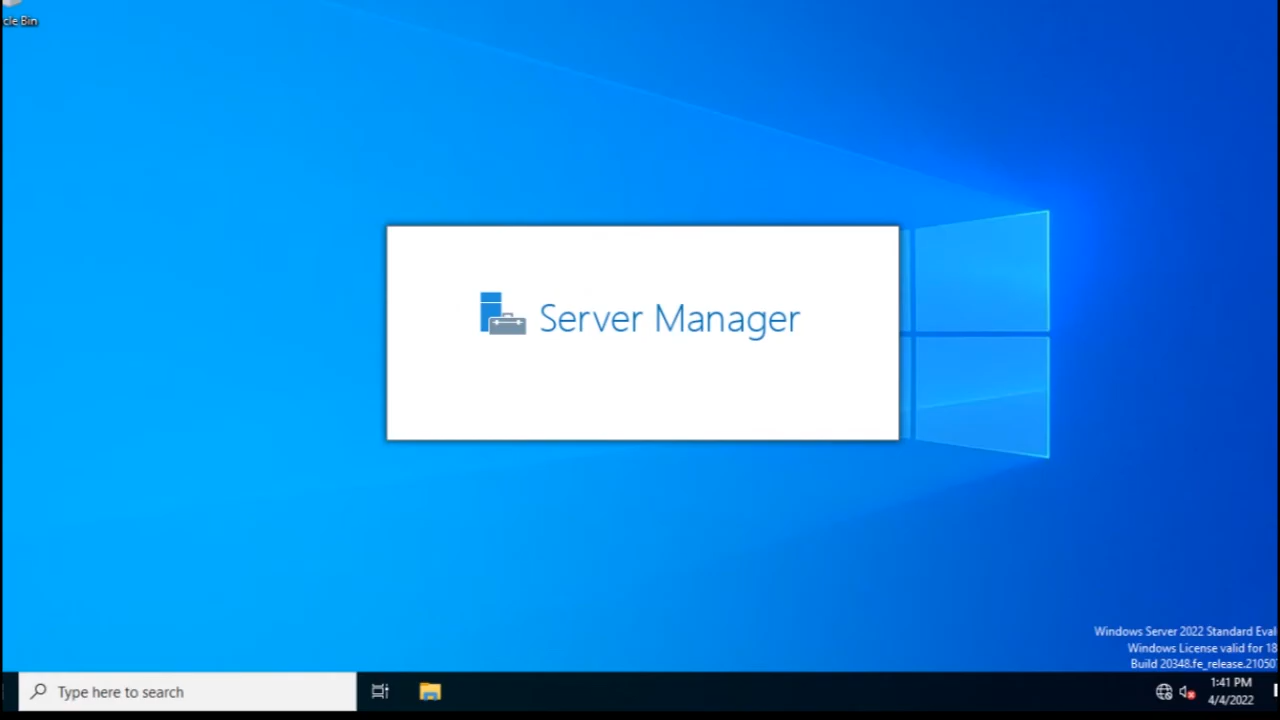 cle Bin
Server Manager
Windows Server 2022 Standard Eval
Windows License valid for 18
Build 20348.fe_release.21050
Type here to search
1:41 PM
4/4/2022